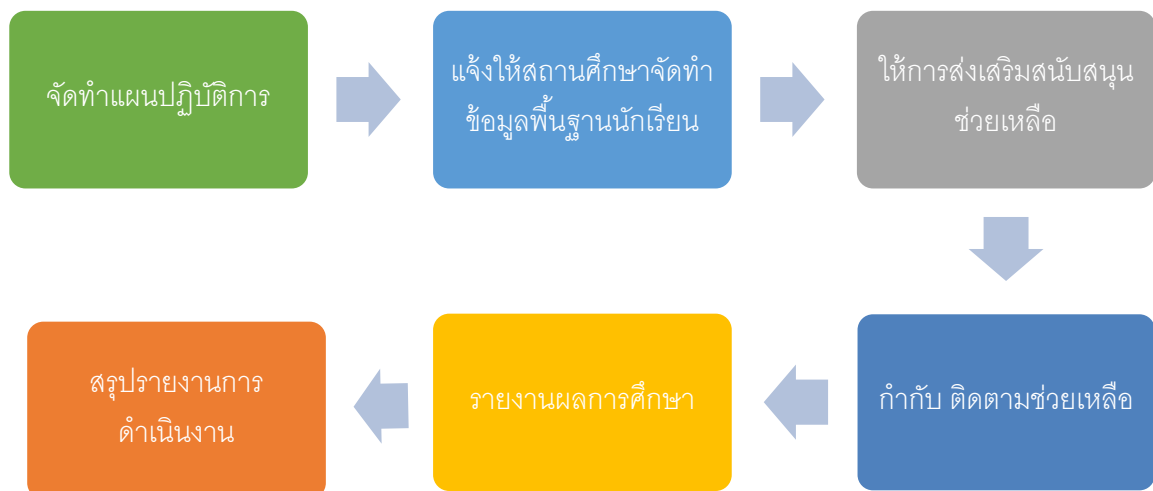 จัดทำแผนปฏิบัติการ
แจ้งให้สถานศึกษาจัดทำ
ข้อมูลพื้นฐานนักเรียน
ให้การส่งเสริมสนับสนุน
ช่วยเหลือ
กำกับ ติดตามช่วยเหลือ
รายงานผลการศึกษา
สรุปรายงานการ
ดำเนินงาน